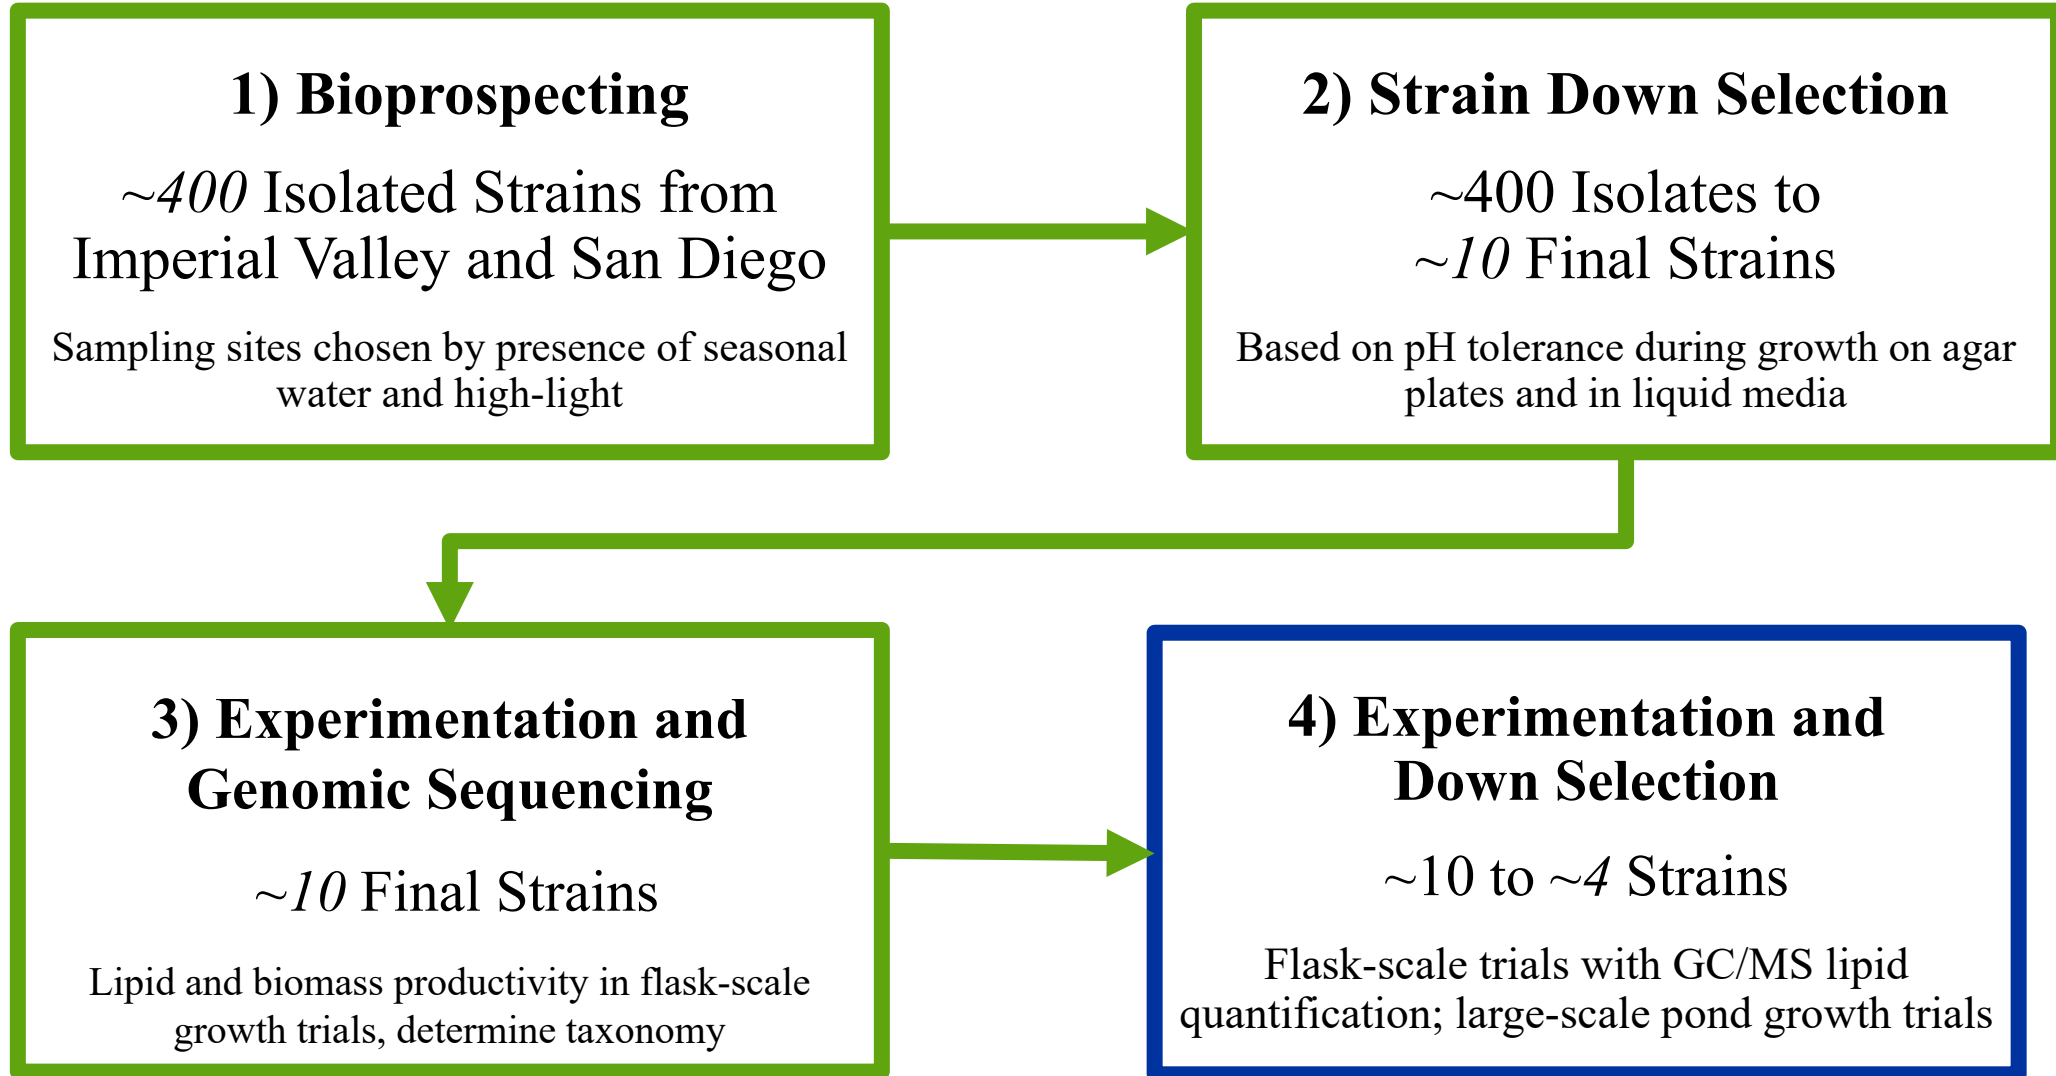 1) Bioprospecting
~400 Isolated Strains from
Imperial Valley and San Diego
Sampling sites chosen by presence of seasonal
water and high-light
2) Strain Down Selection
~400 Isolates to
~10 Final Strains
Based on pH tolerance during growth on agar
plates and in liquid media
3) Experimentation and
Genomic Sequencing
~10 Final Strains
Lipid and biomass productivity in flask-scale
growth trials, determine taxonomy
4) Experimentation and
Down Selection
~10 to ~4 Strains
Flask-scale trials with GC/MS lipid
quantification; large-scale pond growth trials